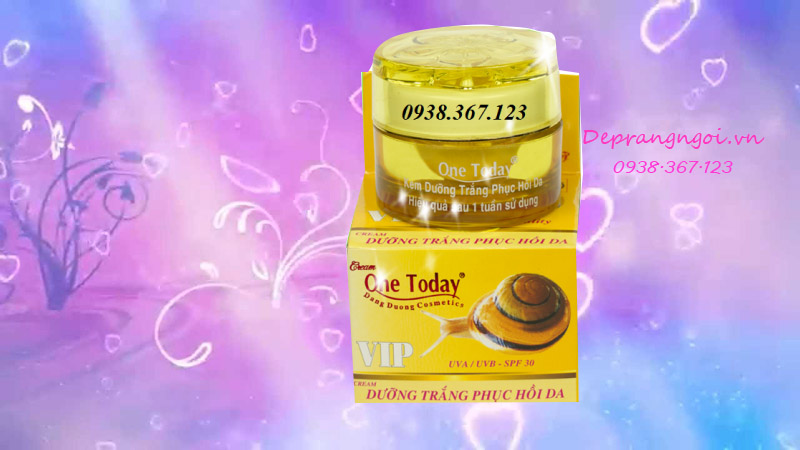 0938.367.123
Deprangngoi.vn
0938.367.123
One Today®
Kem Dưỡng Trắng Phục Hồi Da
Hiệu quả sau 1 tuần sử dụng
CREAM
DƯỠNG TRẮNG PHỤC HỒI DA
Cream
One Today®
Dang Duong Cosmetics
VIP
UVA / UVB - SPF 30
CREAM
DƯỠNG TRẮNG PHỤC HỒI DA